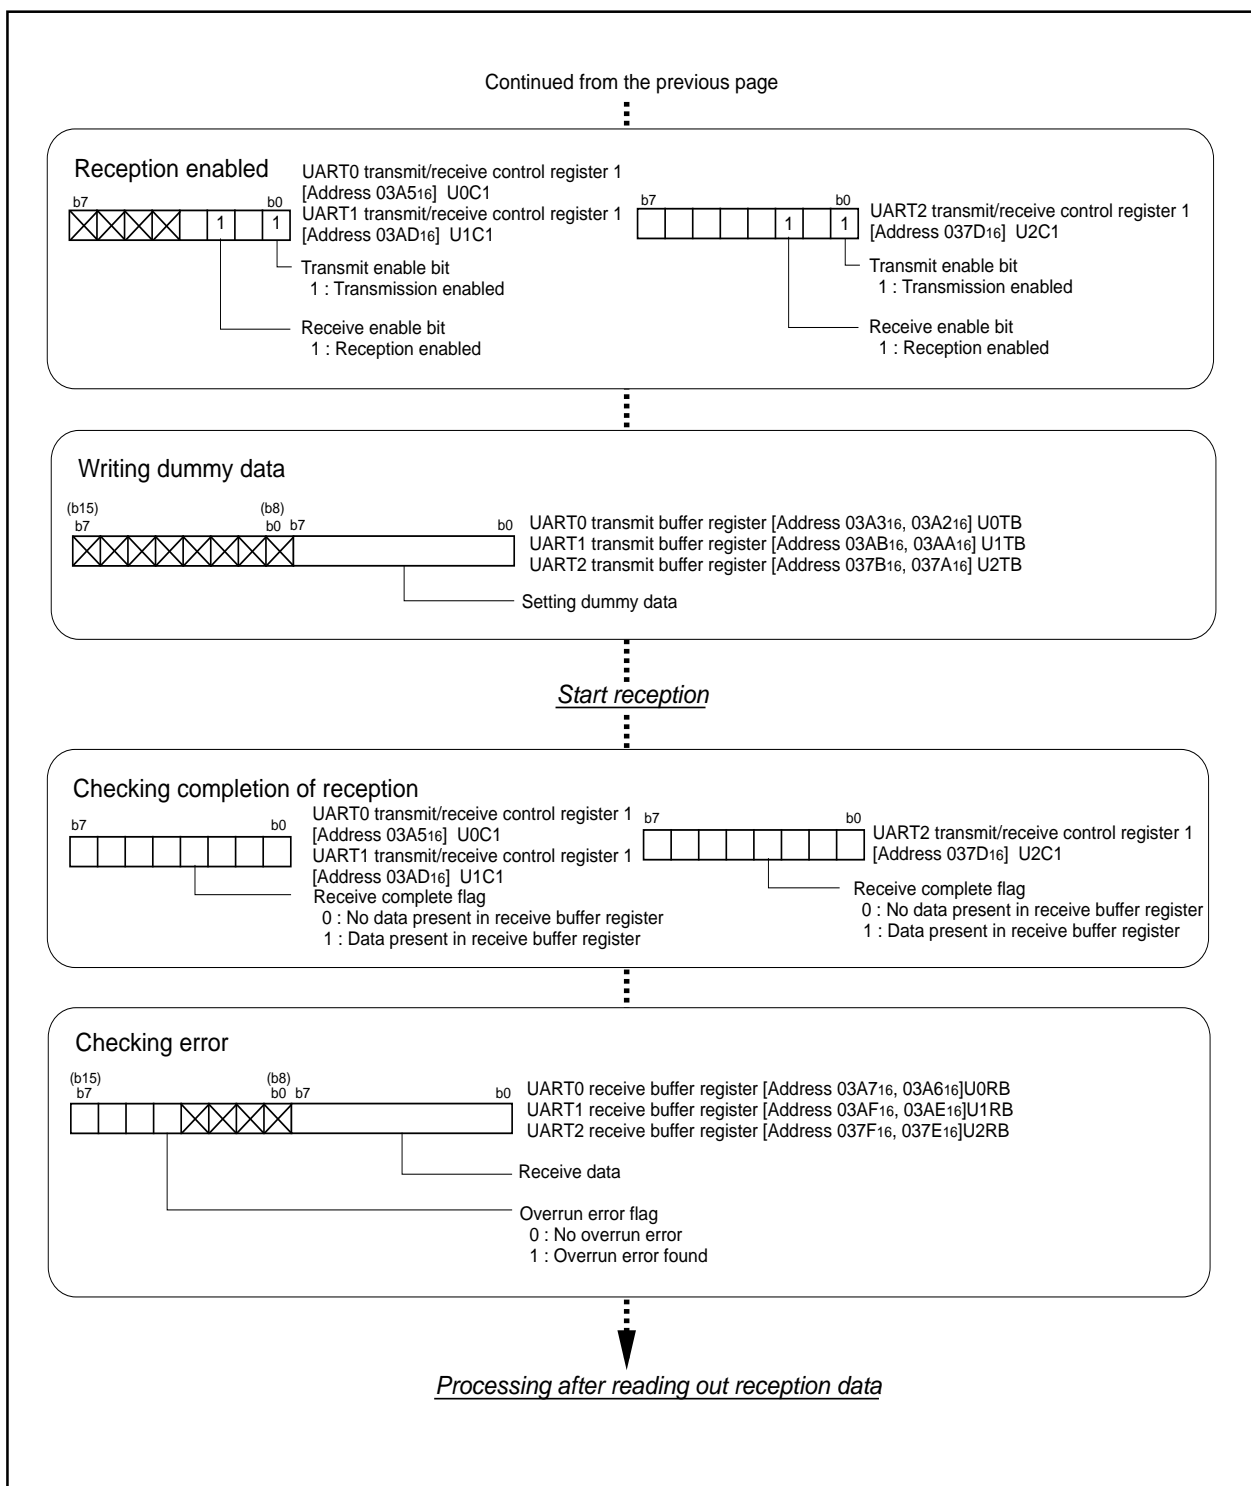 Continued from the previous page
Reception enabled
b7 b0
1 1
UART0 transmit/receive control register 1
[Address 03A516] U0C1
UART1 transmit/receive control register 1
[Address 03AD16] U1C1
Transmit enable bit
1 : Transmission enabled
Receive enable bit
1 : Reception enabled
b7 b0
1 1
UART2 transmit/receive control register 1
[Address 037D16] U2C1
Transmit enable bit
1 : Transmission enabled
Receive enable bit
1 : Reception enabled
Writing dummy data
(b15) (b8)
b7 b0 b7 b0
UART0 transmit buffer register [Address 03A316, 03A216] U0TB
UART1 transmit buffer register [Address 03AB16, 03AA16] U1TB
UART2 transmit buffer register [Address 037B16, 037A16] U2TB
Setting dummy data
Start reception
Checking completion of reception
b7 b0
UART0 transmit/receive control register 1
[Address 03A516] U0C1
UART1 transmit/receive control register 1
[Address 03AD16] U1C1
Receive complete flag
0 : No data present in receive buffer register
1 : Data present in receive buffer register
b7 b0
UART2 transmit/receive control register 1
[Address 037D16] U2C1
Receive complete flag
0 : No data present in receive buffer register
1 : Data present in receive buffer register
Checking error
(b15) (b8)
b7 b0 b7 b0
UART0 receive buffer register [Address 03A716, 03A616]U0RB
UART1 receive buffer register [Address 03AF16, 03AE16]U1RB
UART2 receive buffer register [Address 037F16, 037E16]U2RB
Receive data
Overrun error flag
0 : No overrun error
1 : Overrun error found
Processing after reading out reception data